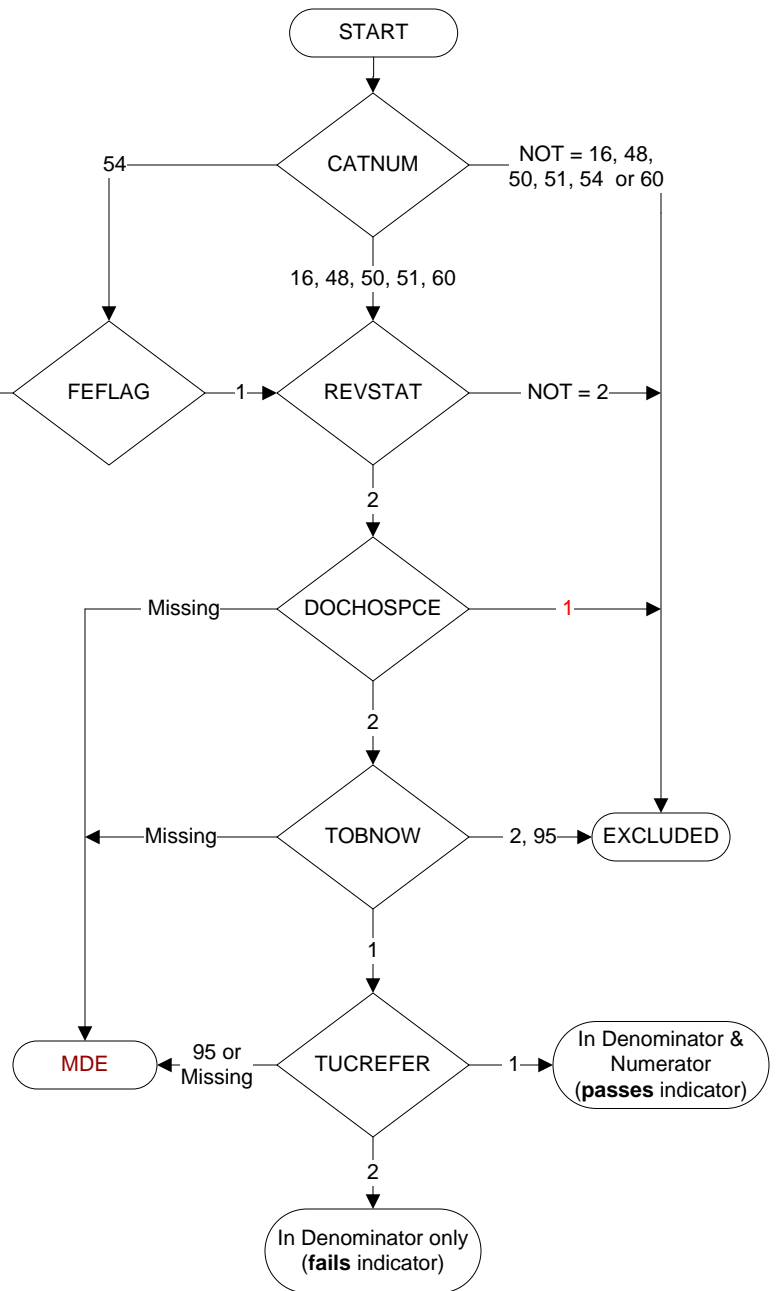 START
CATNUM
54
NOT = 16, 48,
50, 51, 54 or 60
16, 48, 50, 51, 60
FEFLAG
1
REVSTAT
NOT = 2
2
Missing
DOCHOSPCE
1
2
Missing
TOBNOW
2, 95
EXCLUDED
1
MDE
95 or
Missing
TUCREFER
1
In Denominator &
Numerator
(passes indicator)
2
In Denominator only
(fails indicator)